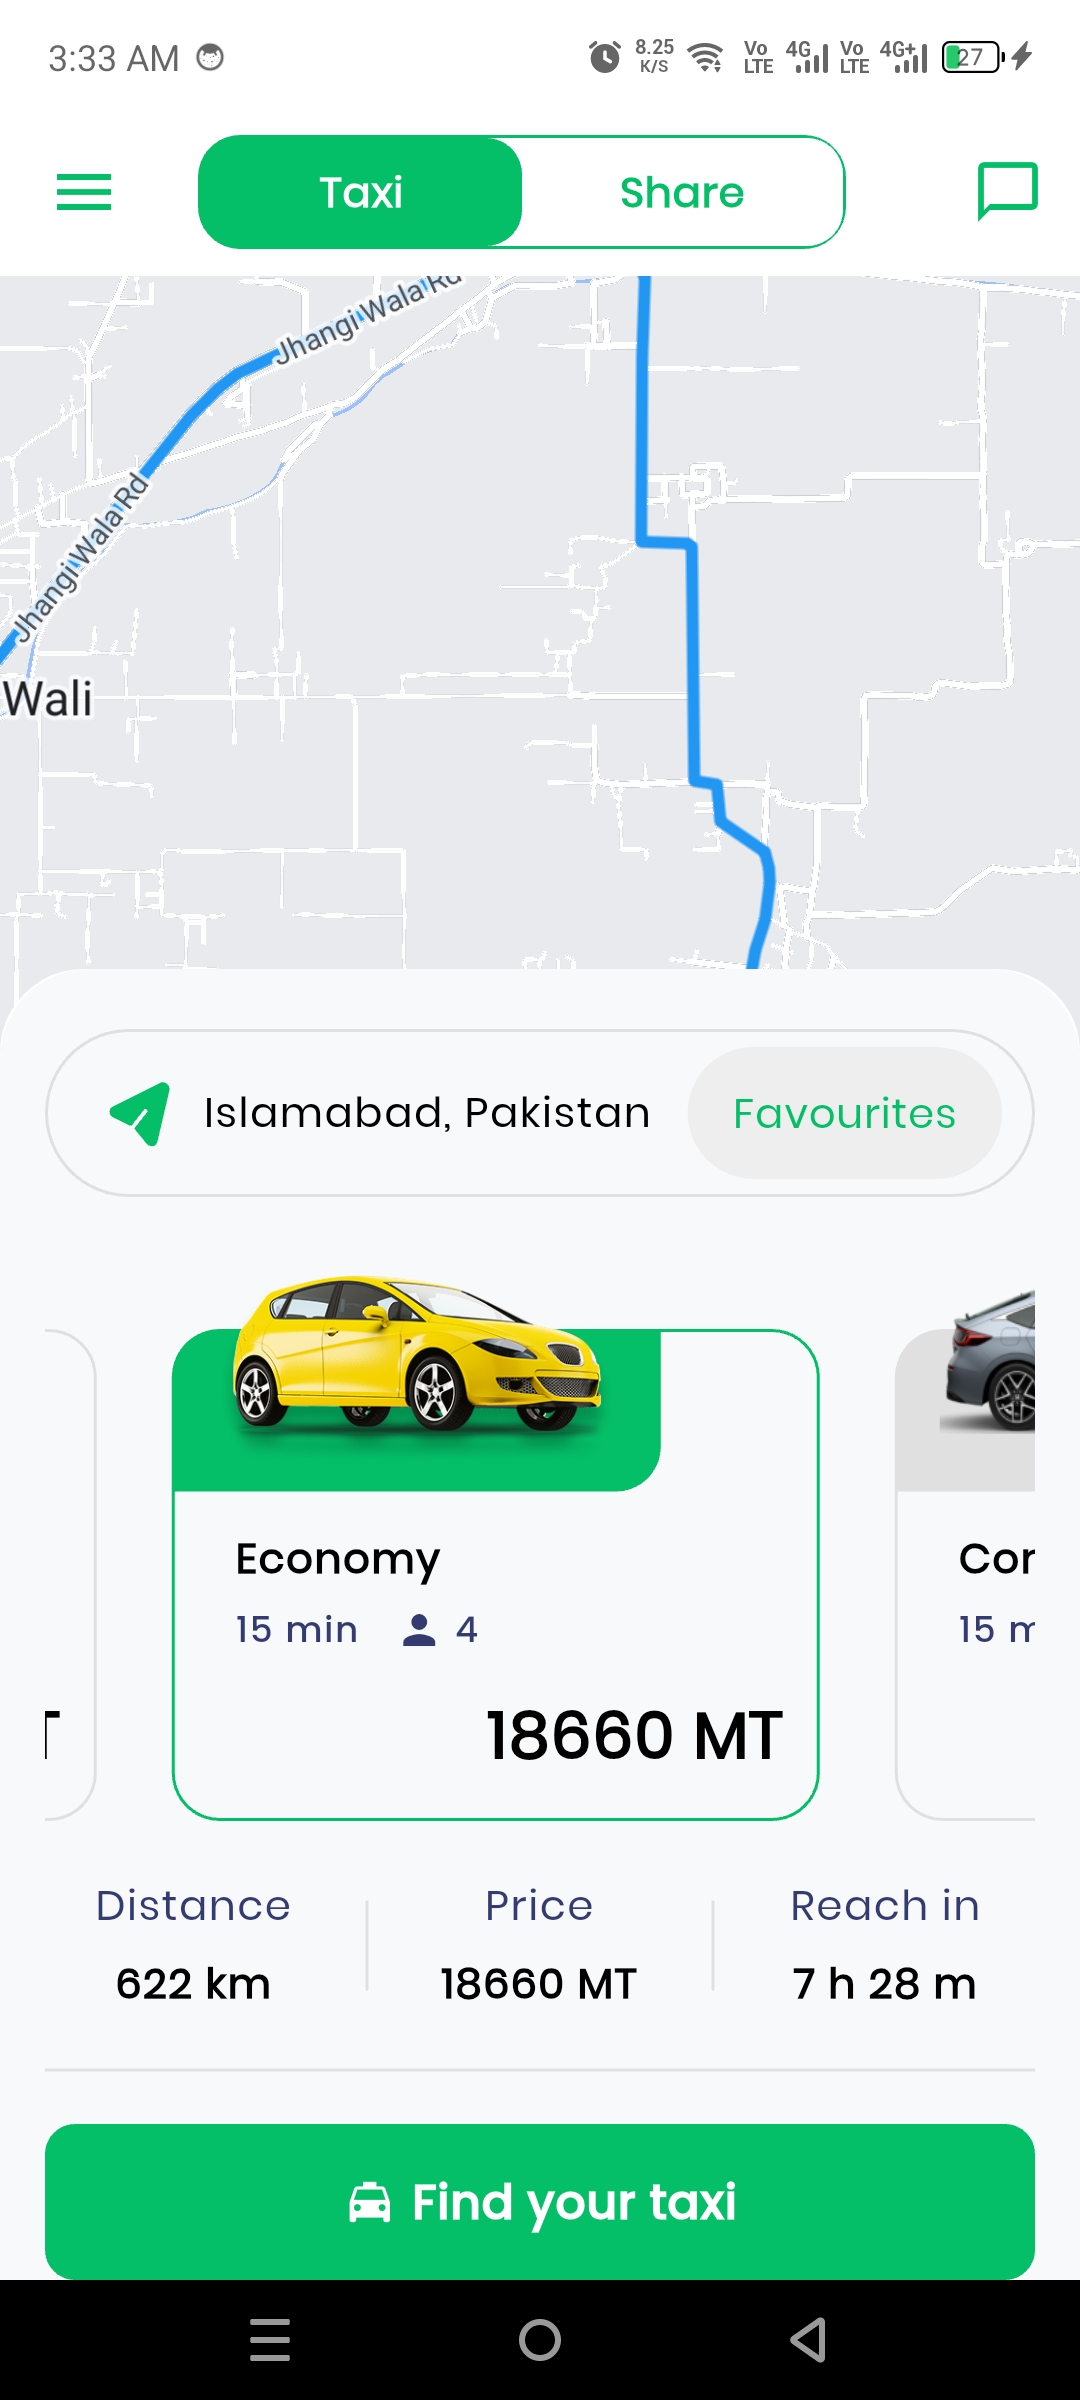 3:33 AM
8.25 K/S
Vo LTE 4G Vo LTE 4G+
27
Taxi
Share
Jhangi Wala Rd
Jhangi Wala Rd
Wali
Islamabad, Pakistan
Favourites
Economy
15 min 4
18660 MT
T
Cor
15 m
Distance
Price
Reach in
622 km
18660 MT
7 h 28 m
Find your taxi